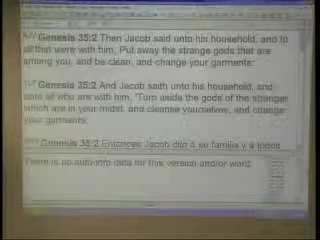 Genesis 35:2 Then Jacob said unto his household, and to
all that were with him, Put away the strange gods that are
among you, and be clean, and change your garments:
Genesis 35:2 And Jacob saith unto his household, and
unto all who are with him, 'Turn aside the gods of the stranger
which are in your midst, and cleanse yourselves, and change
your garments;
Genesis 35:2 Entonces Jacob dijo á su familia y á todos
There is no auto-info data for this version and/or word